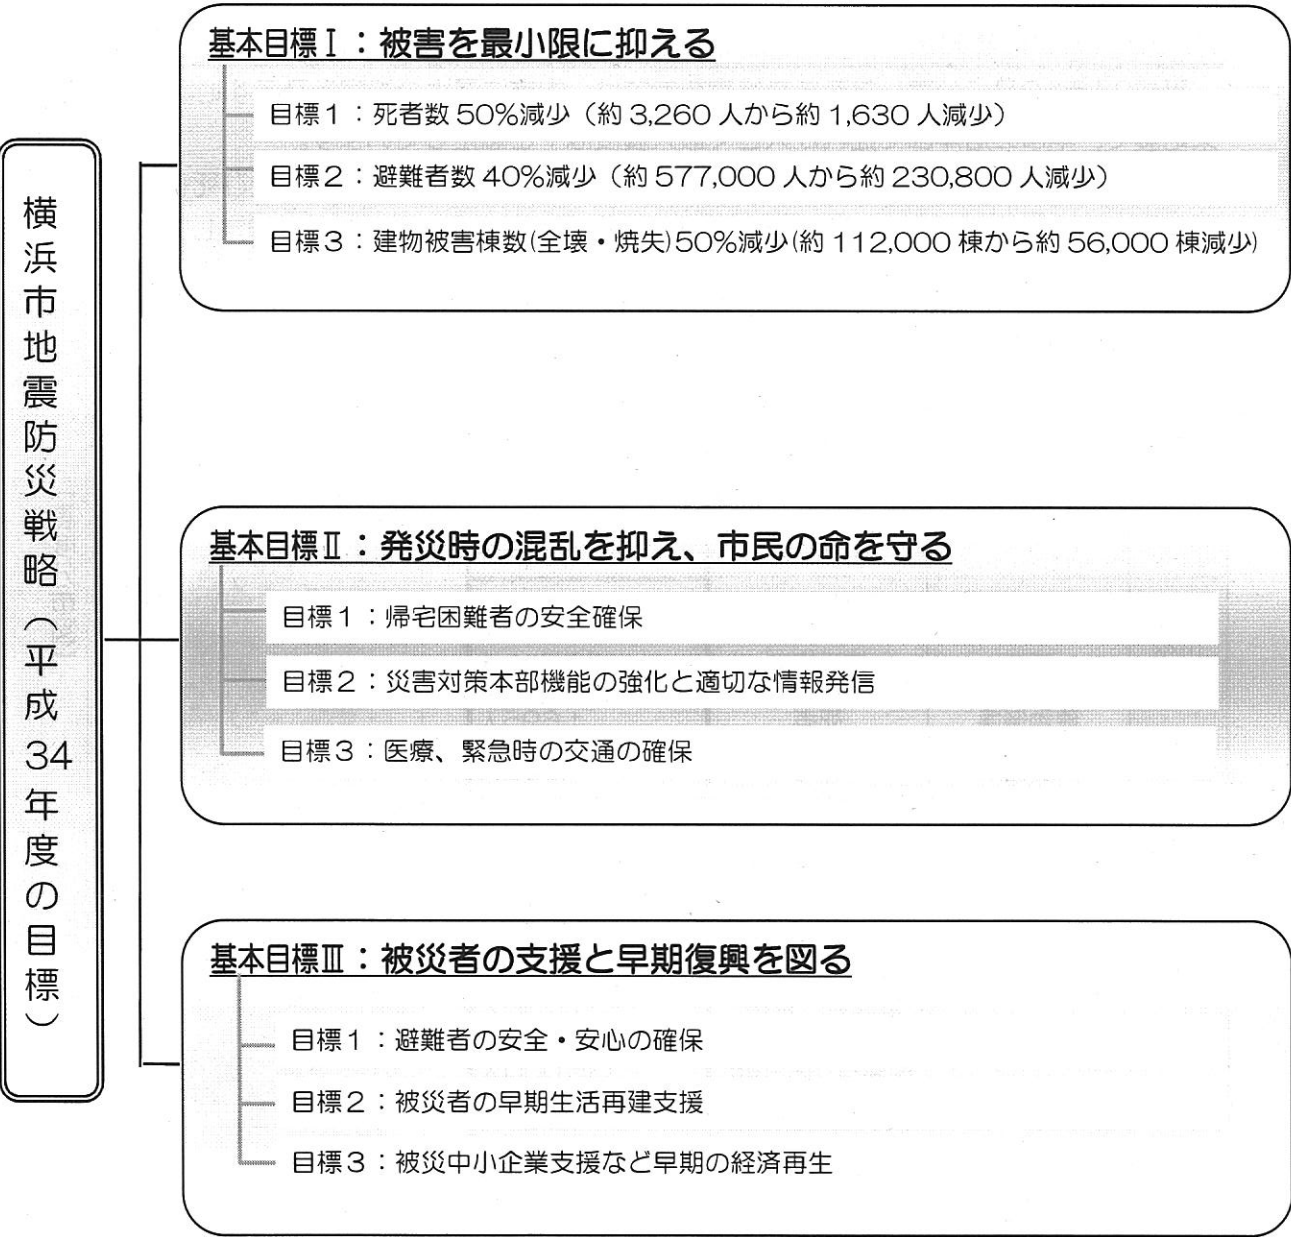 横浜市地震防災戦略（平成34年度の目標）
基本目標Ⅰ：被害を最小限に抑える
目標１：死者数 50%減少（約 3,260 人から約 1,630 人減少）
目標２：避難者数 40%減少（約 577,000 人から約 230,800 人減少）
目標３：建物被害棟数(全壊・焼失)50%減少(約 112,000 棟から約 56,000 棟減少)
基本目標Ⅱ：発災時の混乱を抑え、市民の命を守る
目標１：帰宅困難者の安全確保
目標２：災害対策本部機能の強化と適切な情報発信
目標３：医療、緊急時の交通の確保
基本目標Ⅲ：被災者の支援と早期復興を図る
目標１：避難者の安全・安心の確保
目標２：被災者の早期生活再建支援
目標３：被災中小企業支援など早期の経済再生